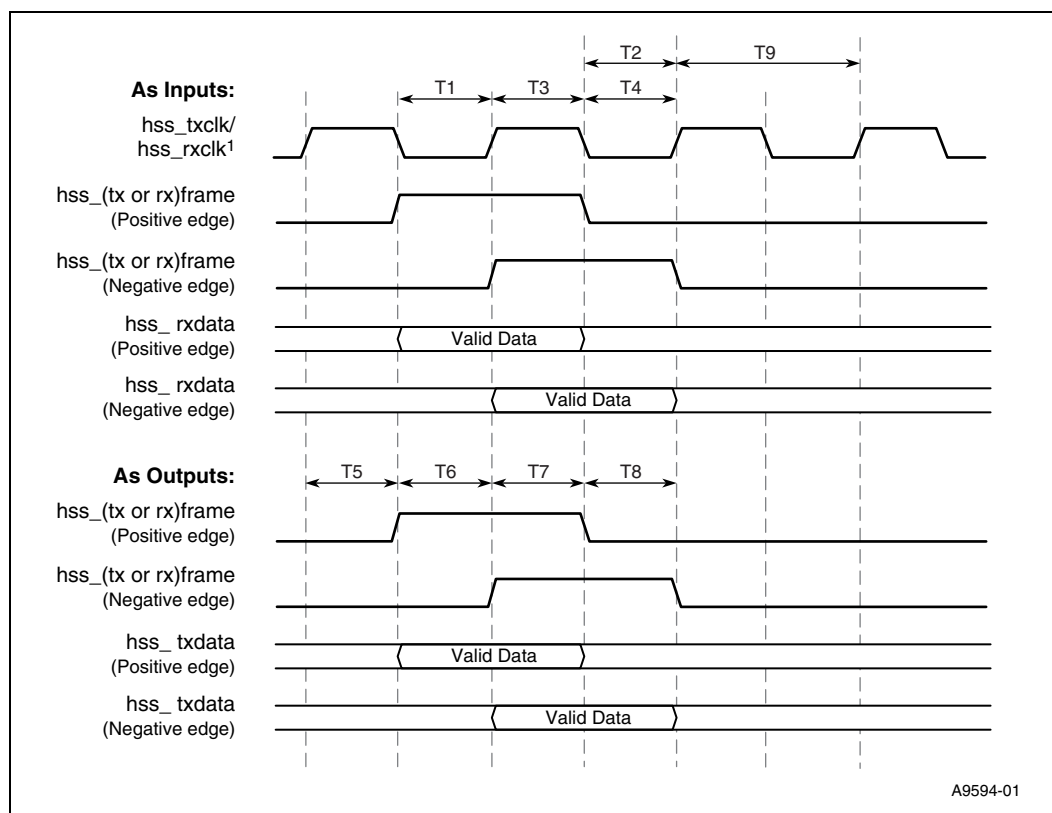 T2 T9
As Inputs: T1 T3 T4
hss_txclk/
hss_rxclk1
hss_(tx or rx)frame
(Positive edge)
hss_(tx or rx)frame
(Negative edge)
hss_ rxdata
(Positive edge)
Valid Data
hss_ rxdata
(Negative edge)
Valid Data
As Outputs: T5 T6 T7 T8
hss_(tx or rx)frame
(Positive edge)
hss_(tx or rx)frame
(Negative edge)
hss_ txdata
(Positive edge)
Valid Data
hss_ txdata
(Negative edge)
Valid Data
A9594-01